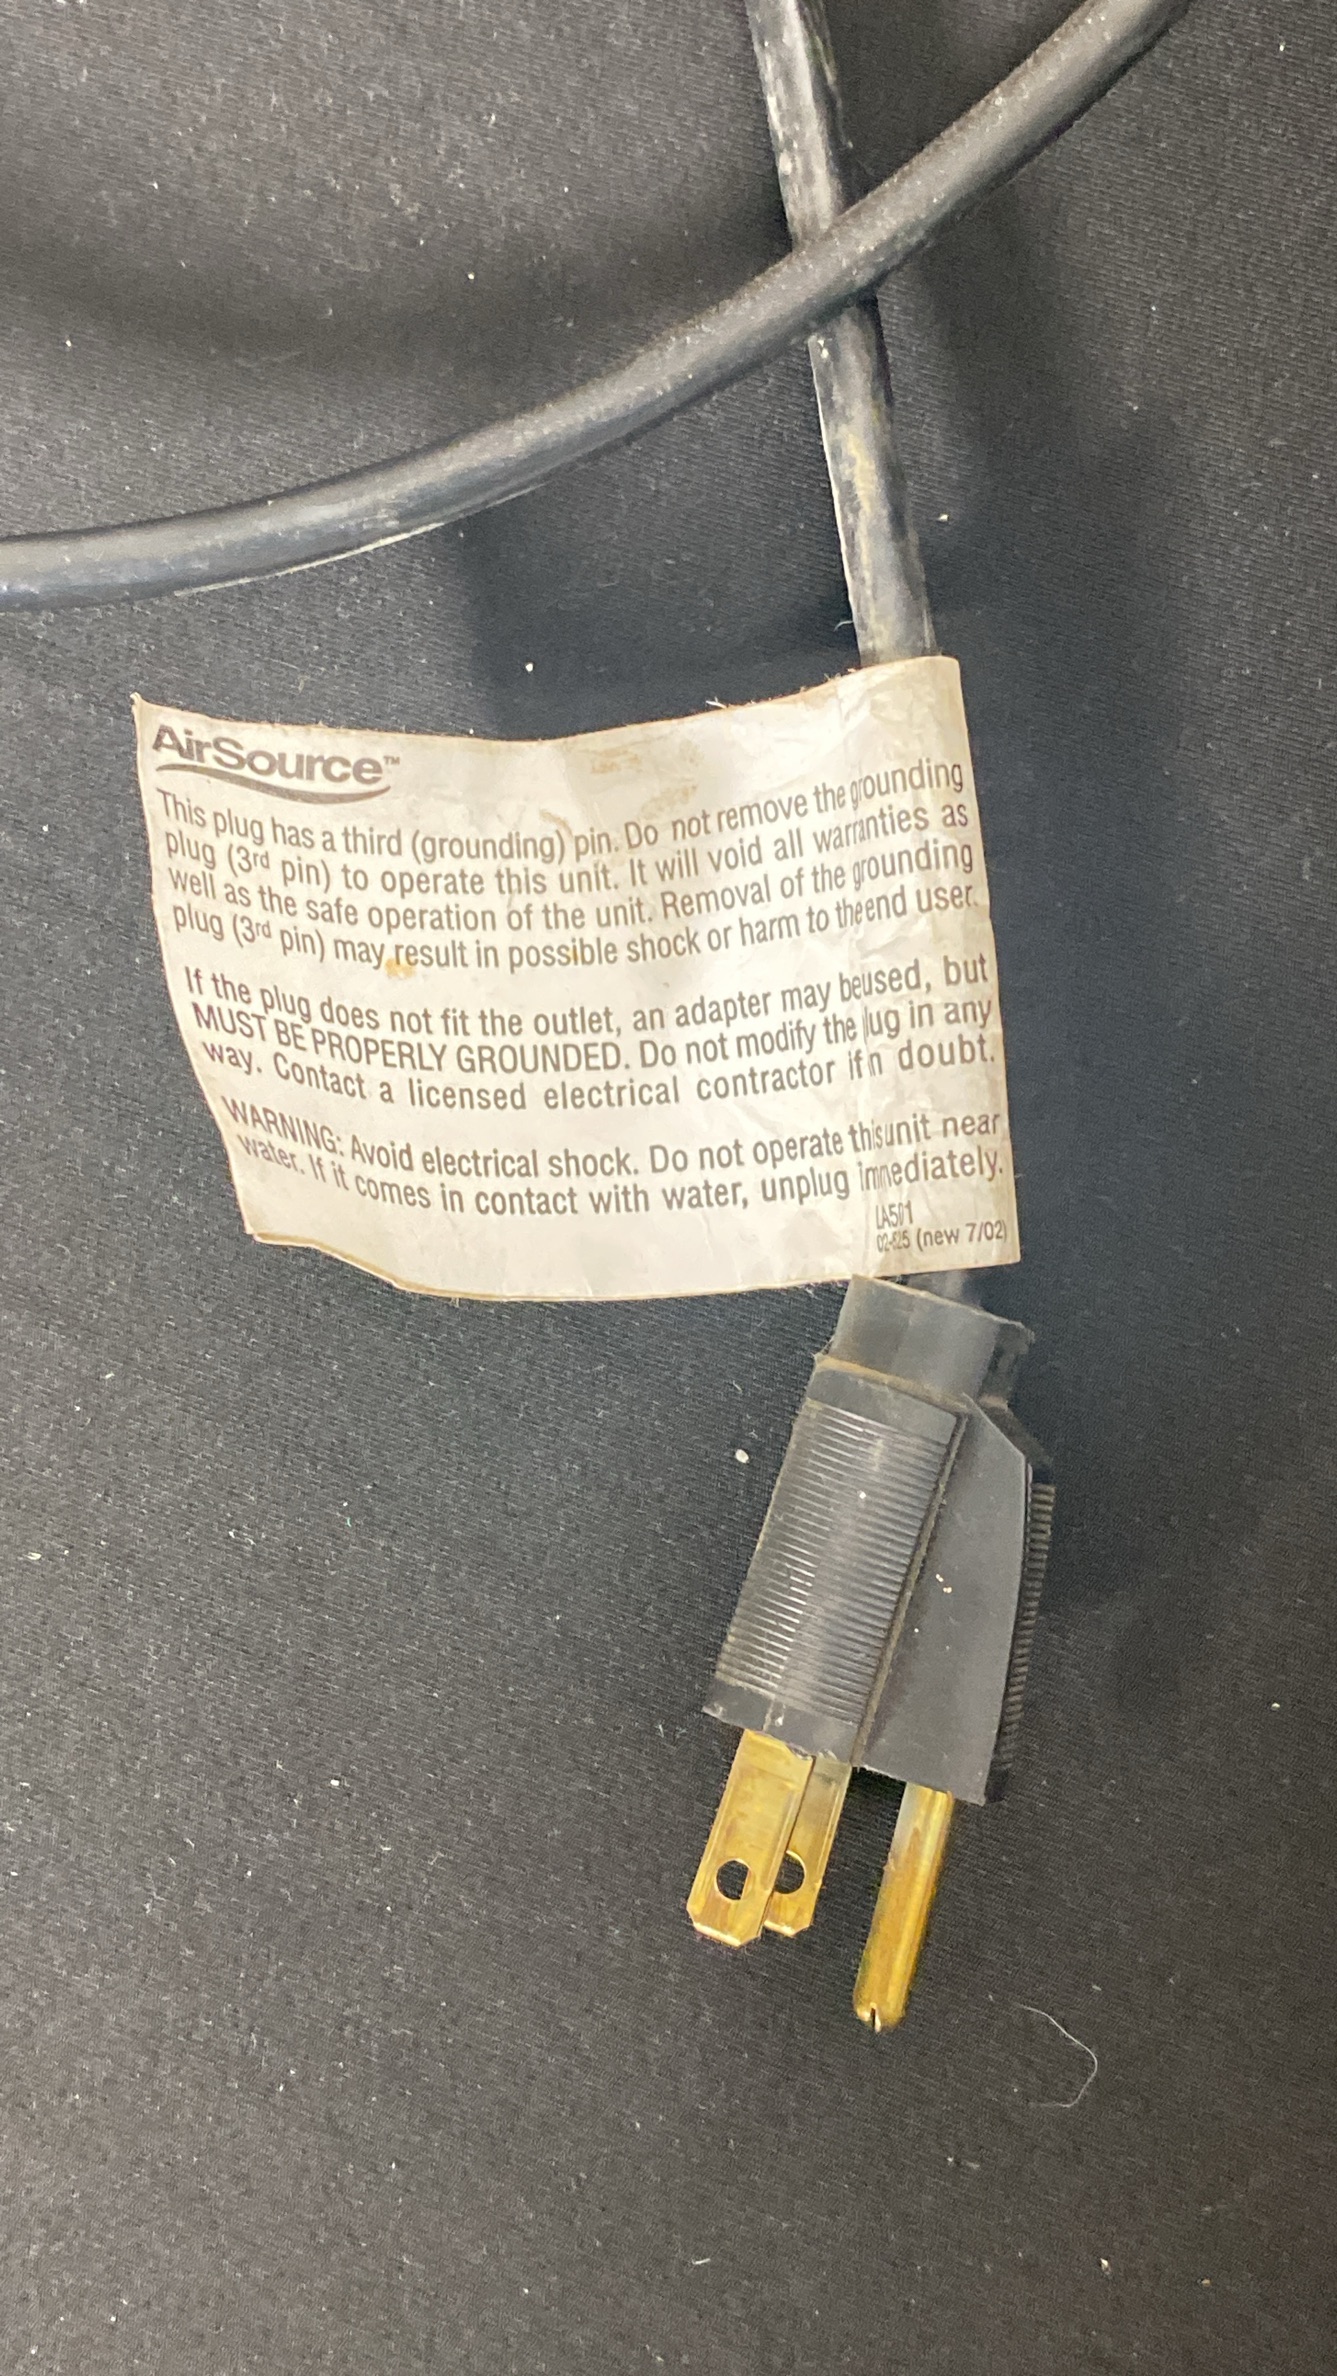 AirSource™
This plug has a third (grounding) pin. Do not remove the grounding
plug (3rd pin) to operate this unit. It will void all warranties as
well as the safe operation of the unit. Removal of the grounding
plug (3rd pin) may result in possible shock or harm to the end user.
If the plug does not fit the outlet, an adapter may be used, but
MUST BE PROPERLY GROUNDED. Do not modify the plug in any
way. Contact a licensed electrical contractor if in doubt.
WARNING: Avoid electrical shock. Do not operate this unit near
water. If it comes in contact with water, unplug immediately.
(new 7/02)